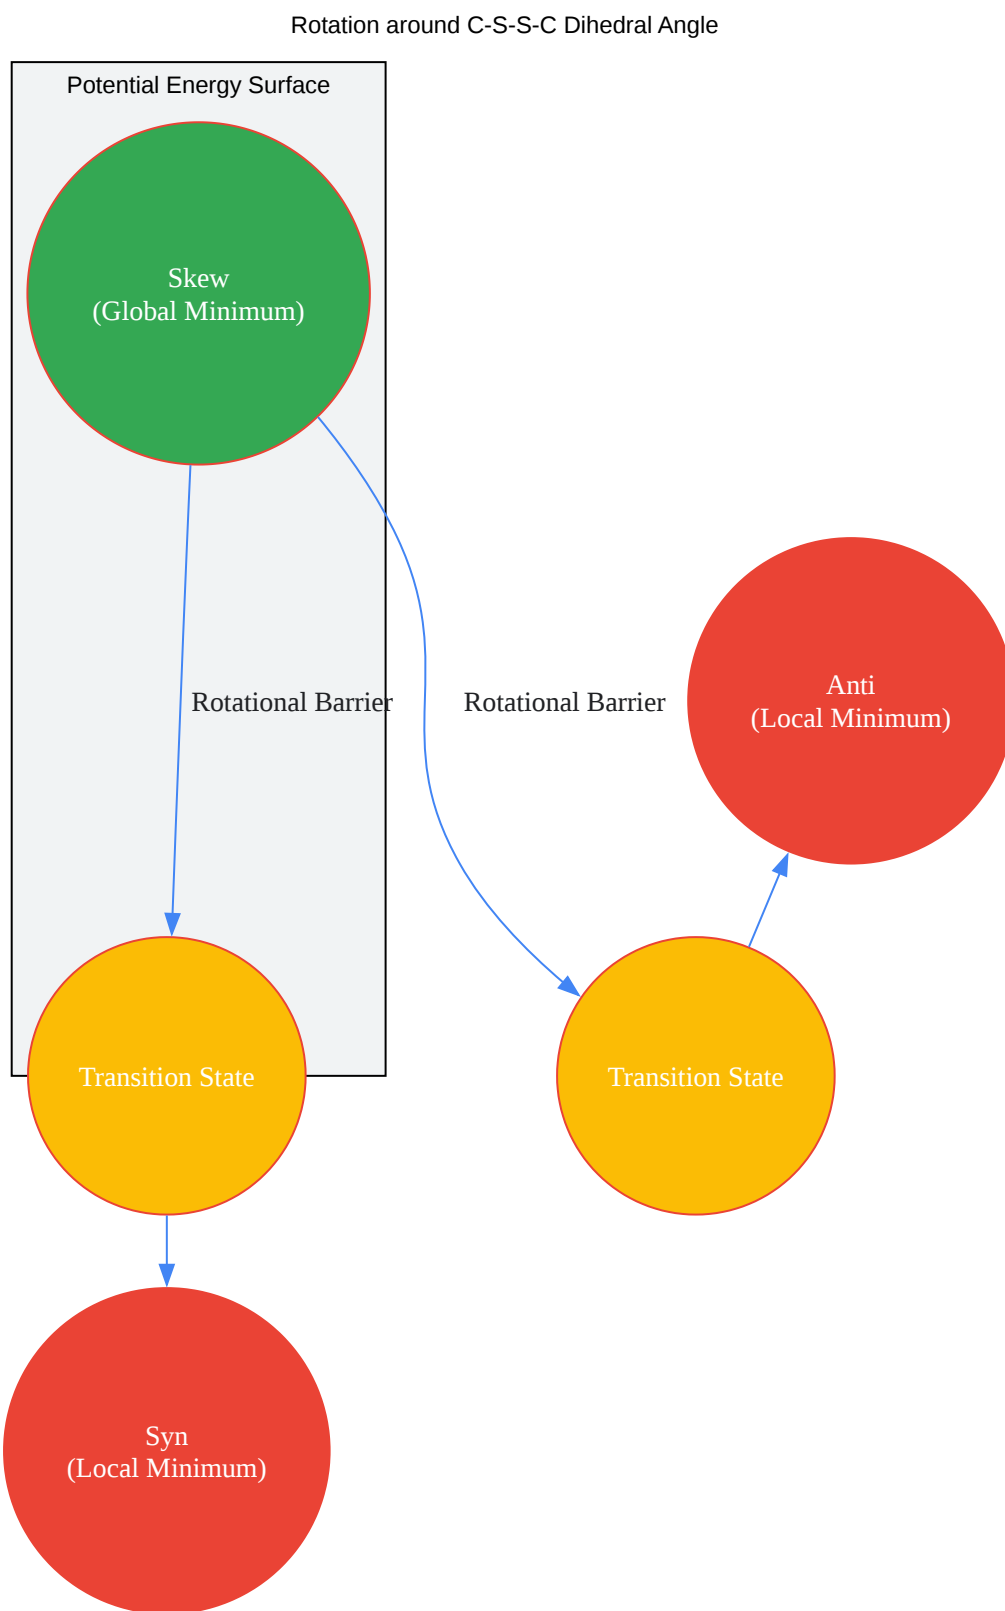 Rotation around C-S-S-C Dihedral Angle
Potential Energy Surface
Skew
(Global Minimum)
Rotational Barrier
Rotational Barrier
Anti
(Local Minimum)
Transition State
Transition State
Syn
(Local Minimum)